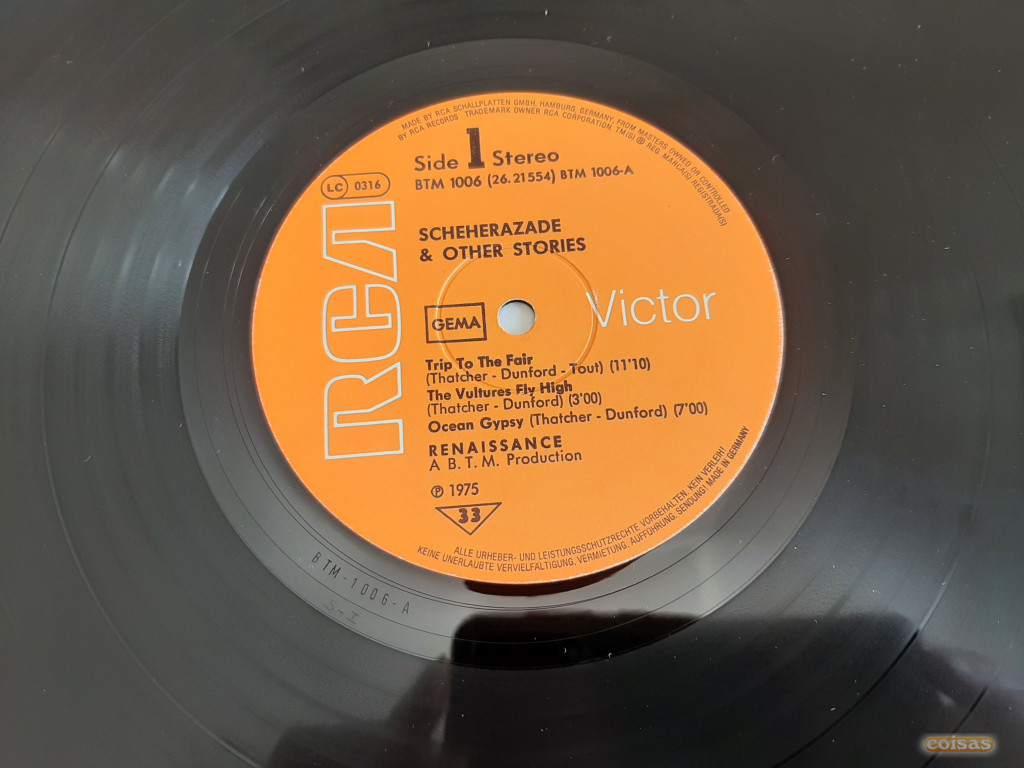 MADE BY RCA SCHALLPLATTEN GMBH, HAMBURG, GERMANY, FROM MASTERS OWNED OR CONTROLLED
BY RCA RECORDS TRADEMARK OWNER RCA CORPORATION, TM(S) ® REG. MARCA(S) REGISTRADA(S)
Side 1 Stereo
BTM 1006 (26.21554) BTM 1006-A
LC 0316
RCA
SCHEHERAZADE
& OTHER STORIES
Victor
GEMA
Trip To The Fair
(Thatcher - Dunford - Tout) (11'10)
The Vultures Fly High
(Thatcher - Dunford) (3'00)
Ocean Gypsy (Thatcher - Dunford) (7'00)
RENAISSANCE
A B.T.M. Production
℗ 1975
33
ALLE URHEBER- UND LEISTUNGSSCHUTZRECHTE VORBEHALTEN. KEIN VERLEIH!
KEINE UNERLAUBTE VERVIELFÄLTIGUNG, VERMIETUNG, AUFFÜHRUNG, SENDUNG! MADE IN GERMANY
BTM-1006-A
S-I
coisas